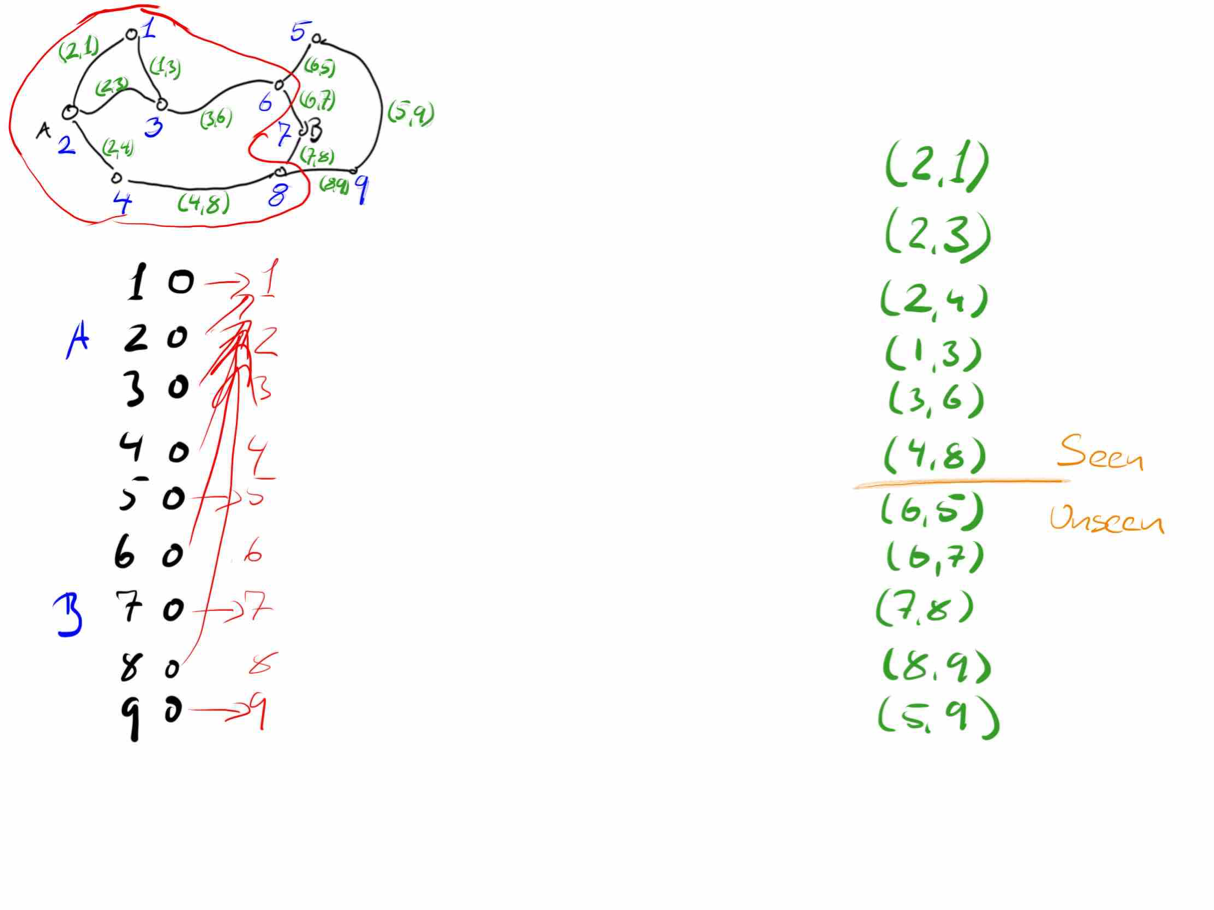 1 5
(2,1) (6,5)
(1,3)
(2,3) 6 (6,7) (5,9)
A 3 (3,6) 7 B
2 (2,4) (7,8)
4 (4,8) 8 (8,9) 9
1 0 → 1
A 2 0 2
3 0 3
4 0 4
5 0 → 5
6 0 6
B 7 0 → 7
8 0 8
9 0 → 9
(2,1)
(2,3)
(2,4)
(1,3)
(3,6)
(4,8) Seen
(6,5) Unseen
(6,7)
(7,8)
(8,9)
(5,9)